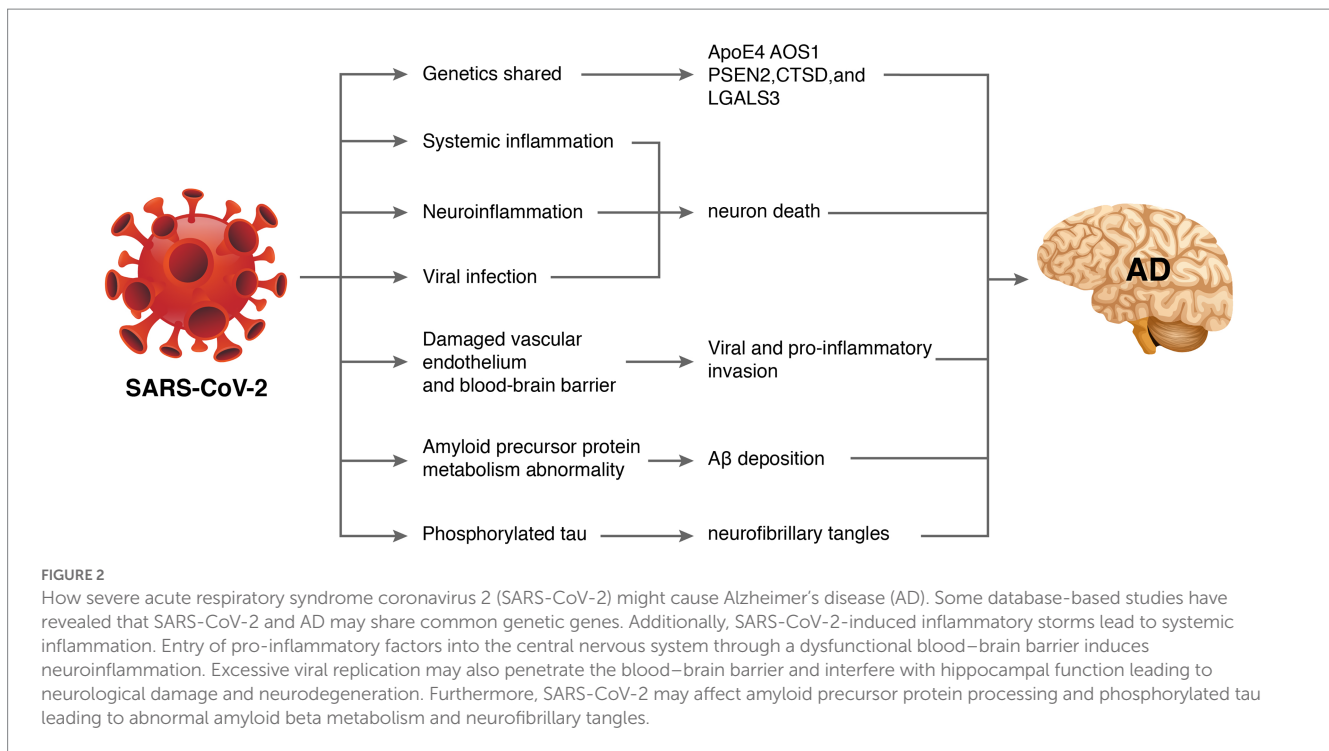 Genetics shared
ApoE4 AOS1
PSEN2,CTSD,and
LGALS3
Systemic inflammation
Neuroinflammation
neuron death
Viral infection
AD
Damaged vascular
endothelium
and blood-brain barrier
Viral and pro-inflammatory
invasion
SARS-CoV-2
Amyloid precursor protein
metabolism abnormality
Aβ deposition
Phosphorylated tau
neurofibrillary tangles
FIGURE 2
How severe acute respiratory syndrome coronavirus 2 (SARS-CoV-2) might cause Alzheimer’s disease (AD). Some database-based studies have
revealed that SARS-CoV-2 and AD may share common genetic genes. Additionally, SARS-CoV-2-induced inflammatory storms lead to systemic
inflammation. Entry of pro-inflammatory factors into the central nervous system through a dysfunctional blood–brain barrier induces
neuroinflammation. Excessive viral replication may also penetrate the blood–brain barrier and interfere with hippocampal function leading to
neurological damage and neurodegeneration. Furthermore, SARS-CoV-2 may affect amyloid precursor protein processing and phosphorylated tau
leading to abnormal amyloid beta metabolism and neurofibrillary tangles.